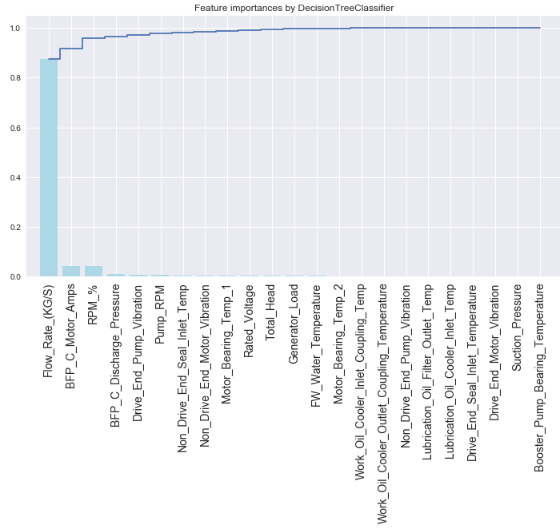 Feature importances by DecisionTreeClassifier
1.0
0.8
0.6
0.4
0.2
0.0
Flow_Rate_(KG/S)
BFP_C_Motor_Amps
RPM_%
BFP_C_Discharge_Pressure
Drive_End_Pump_Vibration
Pump_RPM
Non_Drive_End_Seal_Inlet_Temp
Non_Drive_End_Motor_Vibration
Motor_Bearing_Temp_1
Rated_Voltage
Total_Head
Generator_Load
FW_Water_Temperature
Motor_Bearing_Temp_2
Work_Oil_Cooler_Inlet_Coupling_Temp
Work_Oil_Cooler_Outlet_Coupling_Temperature
Non_Drive_End_Pump_Vibration
Lubrication_Oil_Filter_Outlet_Temp
Lubrication_Oil_Cooler_Inlet_Temp
Drive_End_Seal_Inlet_Temperature
Drive_End_Motor_Vibration
Suction_Pressure
Booster_Pump_Bearing_Temperature